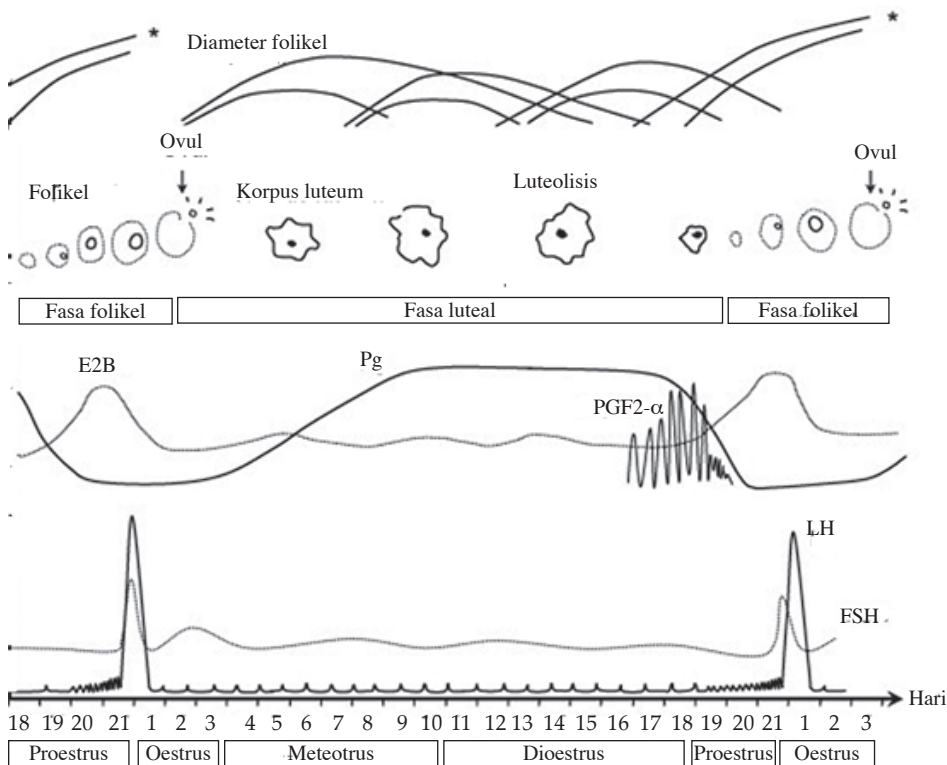 * *
Diameter folikel
Ovul Ovul
Folikel Korpus luteum Luteolisis
Fasa folikel Fasa luteal Fasa folikel
E2B Pg
PGF2-α
LH
FSH
Hari
18 19 20 21 1 2 3 4 5 6 7 8 9 10 11 12 13 14 15 16 17 18 19 20 21 1 2 3
Proestrus Oestrus Meteotrus Dioestrus Proestrus Oestrus